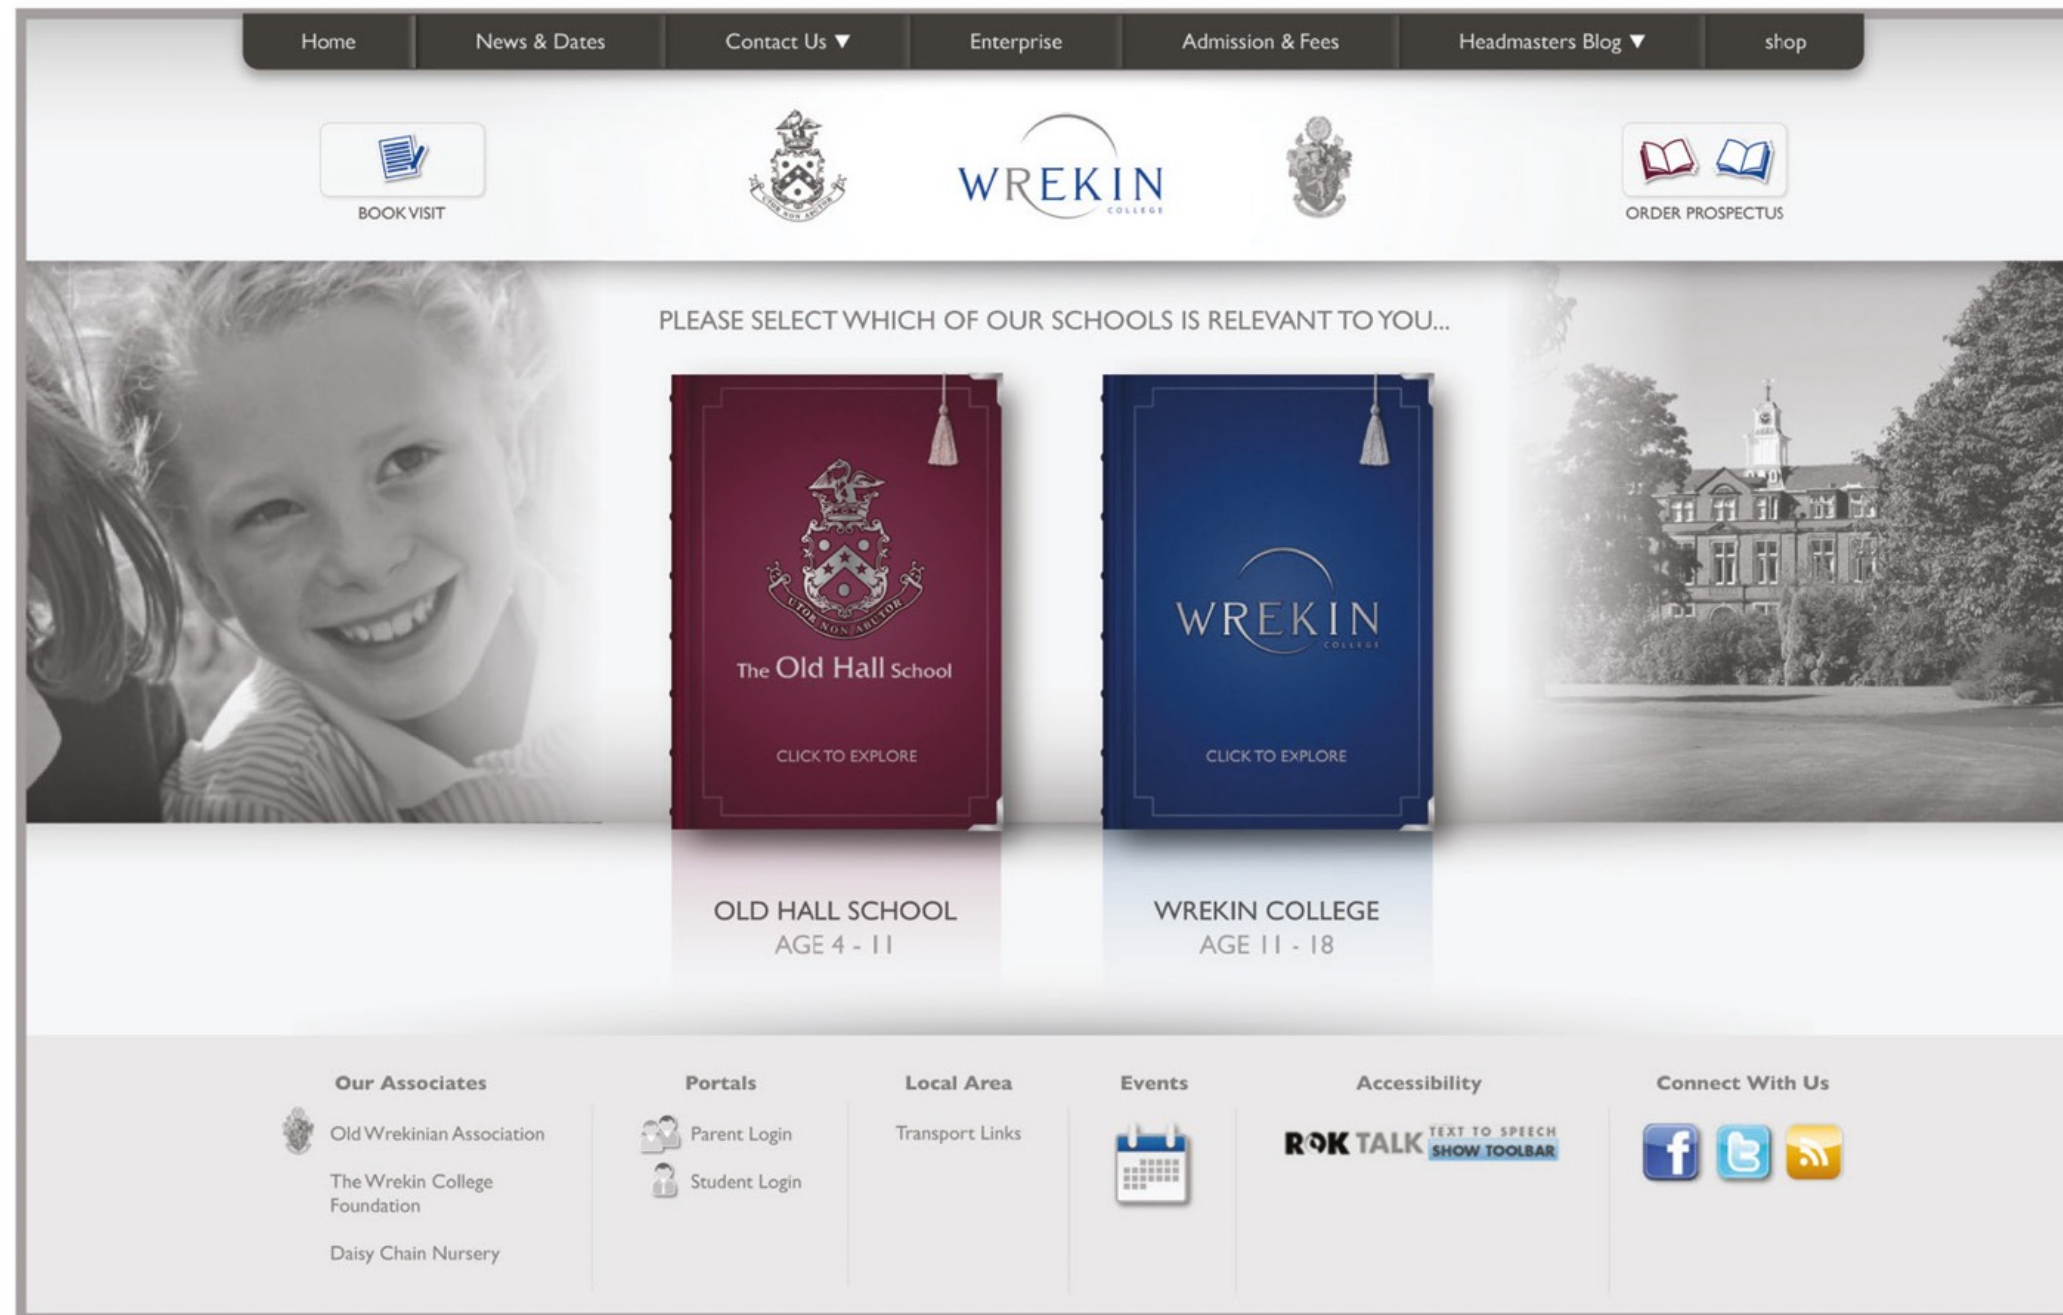 Home News & Dates Contact Us ▼ Enterprise Admission & Fees Headmasters Blog ▼ shop
UTOR NON ABUTOR
WREKIN
COLLEGE
BOOK VISIT
ORDER PROSPECTUS
PLEASE SELECT WHICH OF OUR SCHOOLS IS RELEVANT TO YOU...
UTOR NON ABUTOR
The Old Hall School
CLICK TO EXPLORE
WREKIN
COLLEGE
CLICK TO EXPLORE
OLD HALL SCHOOL
AGE 4 - 11
WREKIN COLLEGE
AGE 11 - 18
Our Associates
Old Wrekinian Association
The Wrekin College
Foundation
Daisy Chain Nursery
Portals
Parent Login
Student Login
Local Area
Transport Links
Events
Accessibility
ROK TALK TEXT TO SPEECH
SHOW TOOLBAR
Connect With Us